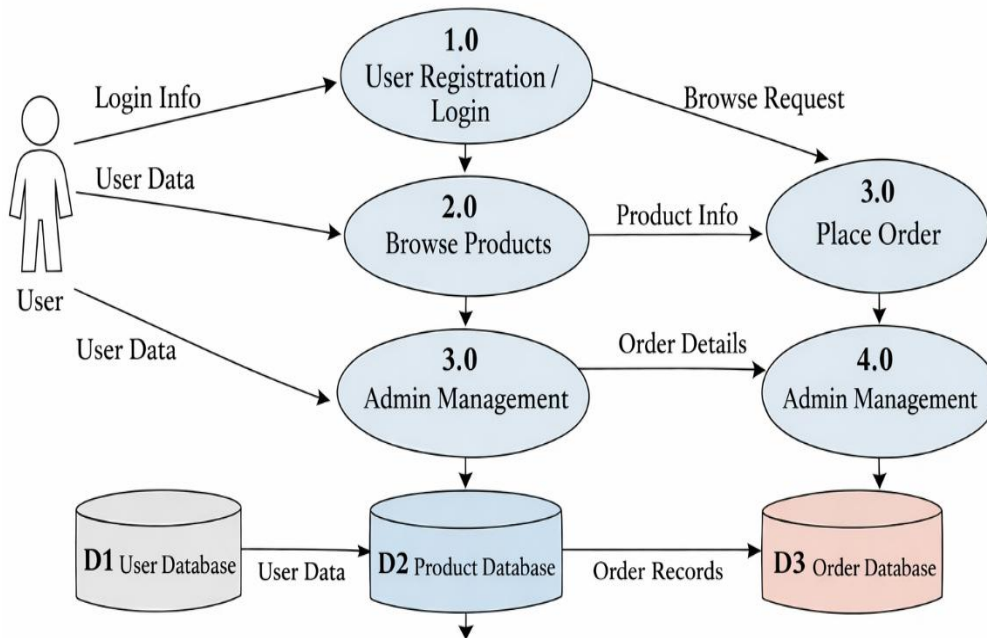 1.0
User Registration /
Login
Login Info
Browse Request
User Data
2.0
Browse Products
Product Info
3.0
Place Order
User
User Data
3.0
Admin Management
Order Details
4.0
Admin Management
D1 User Database
User Data
D2 Product Database
Order Records
D3 Order Database